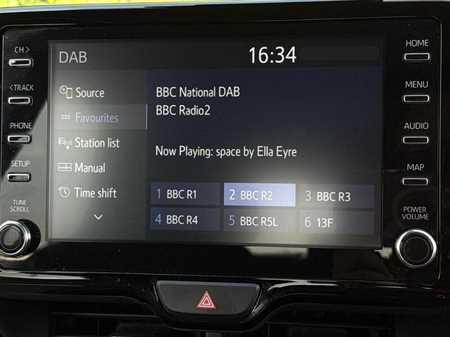 DAB 16:34
CH> HOME
Source BBC National DAB
<TRACK BBC Radio2 MENU
Favourites
PHONE Station list Now Playing: space by Ella Eyre AUDIO
SETUP Manual MAP
Time shift 1 BBC R1 2 BBC R2 3 BBC R3
4 BBC R4 5 BBC R5L 6 13F
TUNE SCROLL
POWER VOLUME